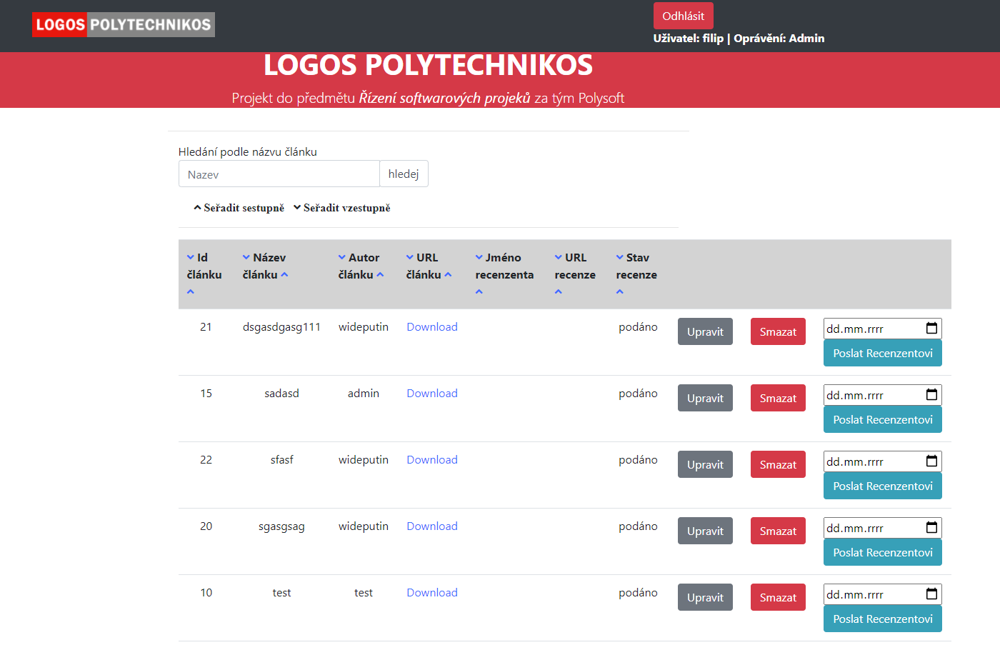 LOGOS POLYTECHNIKOS
Odhlásit
Uživatel: filip | Oprávění: Admin
LOGOS POLYTECHNIKOS
Projekt do předmětu Řízení softwarových projeků za tým Polysoft
Hledání podle názvu článku
Nazev hledej
Seřadit sestupně Seřadit vzestupně
Id článku Název článku Autor článku URL článku Jméno recenzenta URL recenze Stav recenze
21 dsgasdgasg111 wideputin Download podáno Upravit Smazat dd.mm.rrrr
Poslat Recenzentovi
15 sadasd admin Download podáno Upravit Smazat dd.mm.rrrr
Poslat Recenzentovi
22 sfasf wideputin Download podáno Upravit Smazat dd.mm.rrrr
Poslat Recenzentovi
20 sgasgsag wideputin Download podáno Upravit Smazat dd.mm.rrrr
Poslat Recenzentovi
10 test test Download podáno Upravit Smazat dd.mm.rrrr
Poslat Recenzentovi